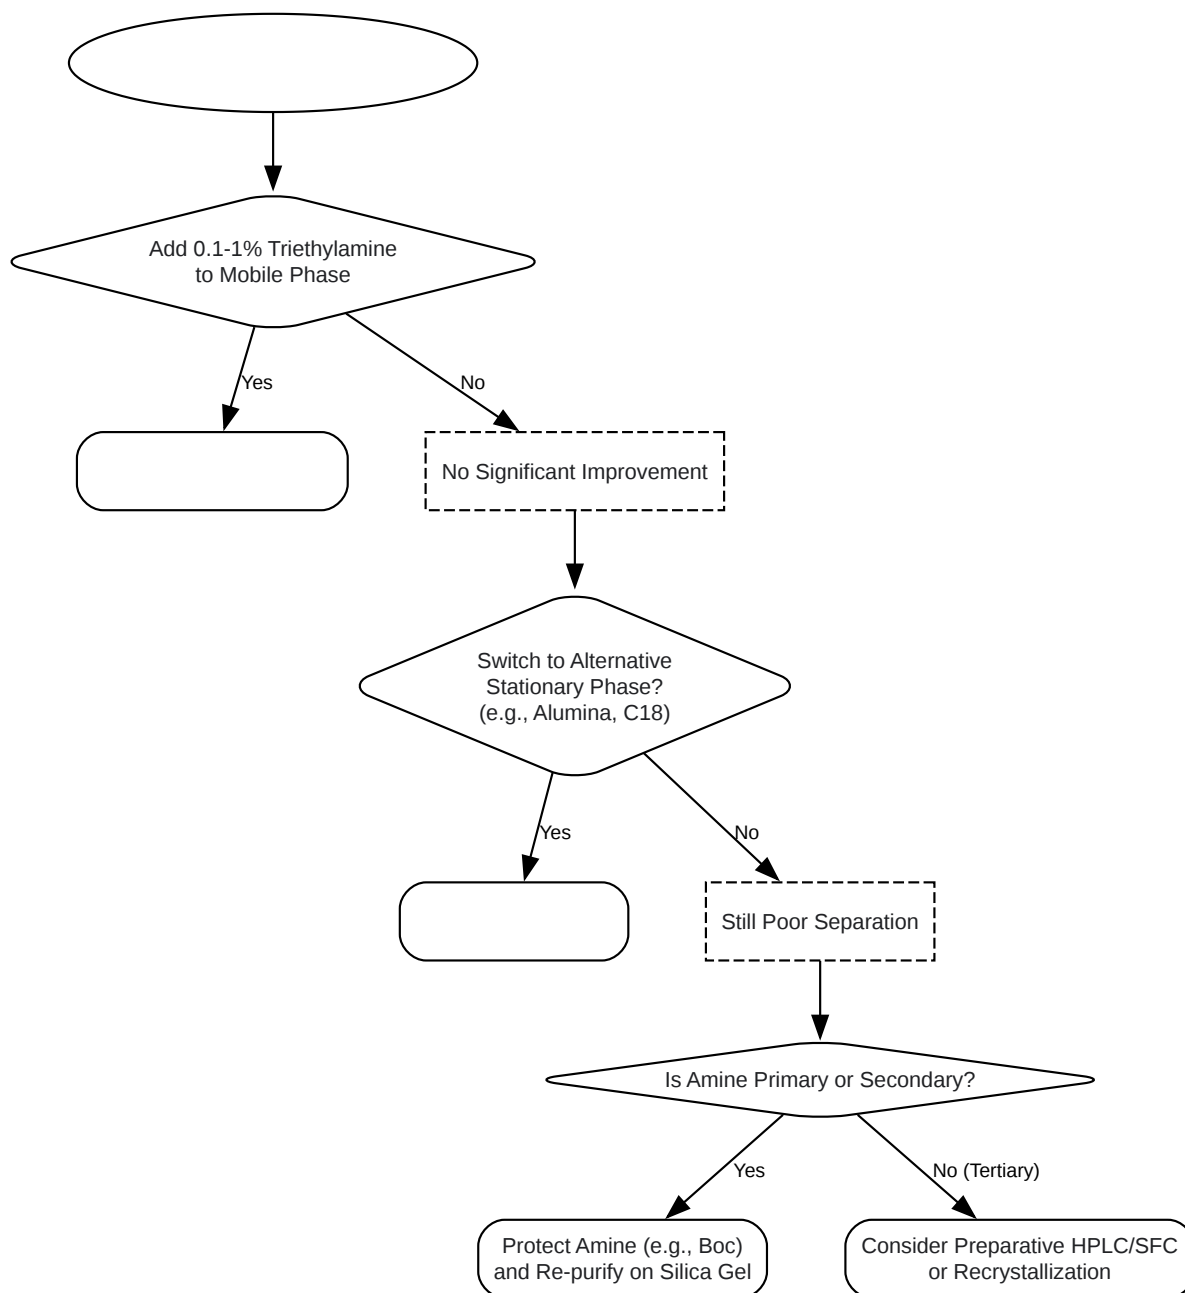 Add 0.1-1% Triethylamine
to Mobile Phase
Yes
No
No Significant Improvement
Switch to Alternative
Stationary Phase?
(e.g., Alumina, C18)
Yes
No
Still Poor Separation
Is Amine Primary or Secondary?
Yes
No (Tertiary)
Protect Amine (e.g., Boc)
and Re-purify on Silica Gel
Consider Preparative HPLC/SFC
or Recrystallization